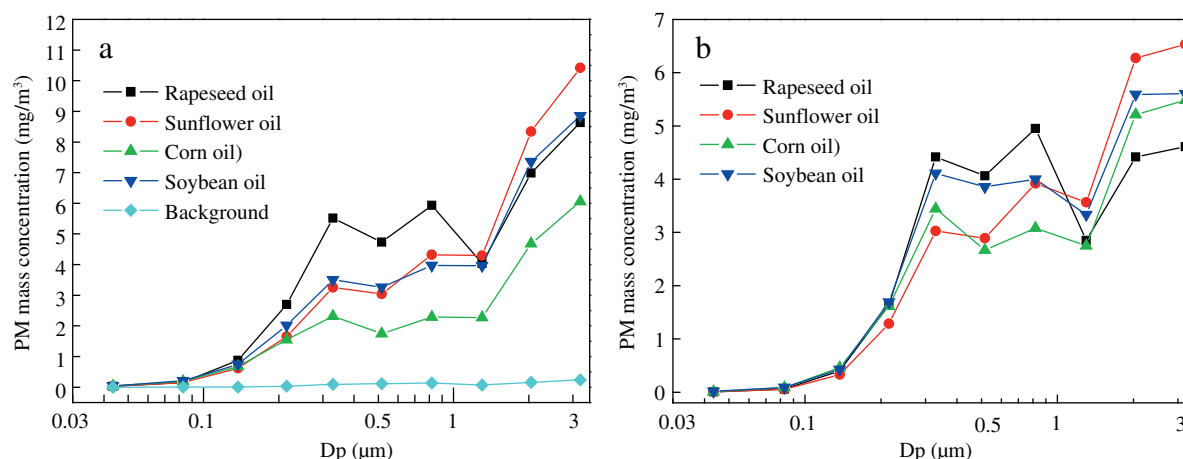 a
PM mass concentration (mg/m³)
12
11
10
9
8
7
6
5
4
3
2
1
0
Rapeseed oil
Sunflower oil
Corn oil)
Soybean oil
Background
0.03
0.1
0.5
1
3
Dp (μm)
b
PM mass concentration (mg/m³)
7
6
5
4
3
2
1
0
Rapeseed oil
Sunflower oil
Corn oil)
Soybean oil
0.03
0.1
0.5
1
3
Dp (μm)